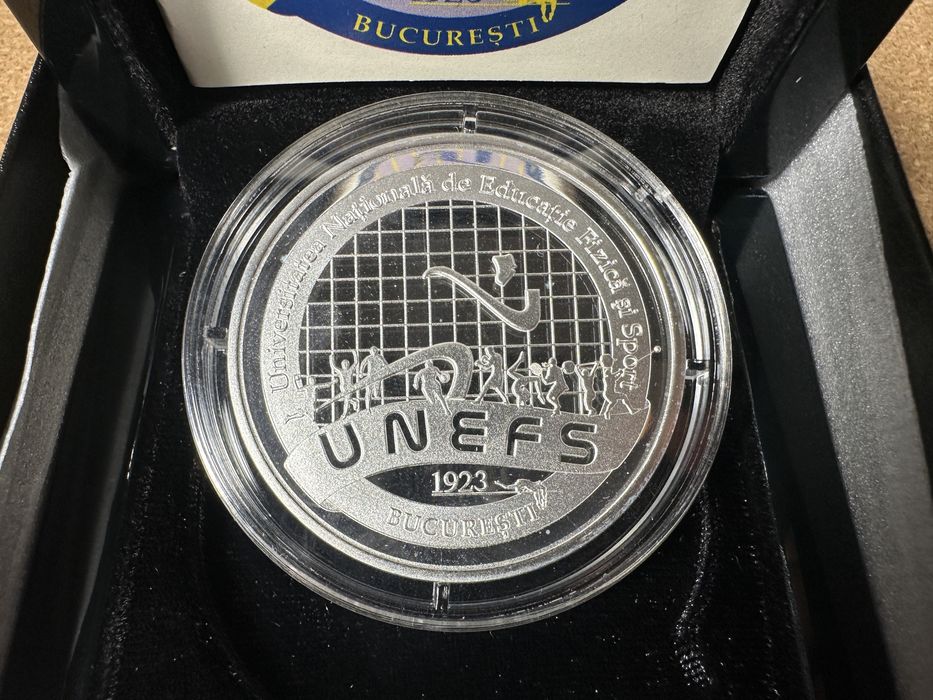 BUCUREȘTI
Universitatea Națională de Educație Fizică și Sport
UNEFS
1923
BUCUREȘTI